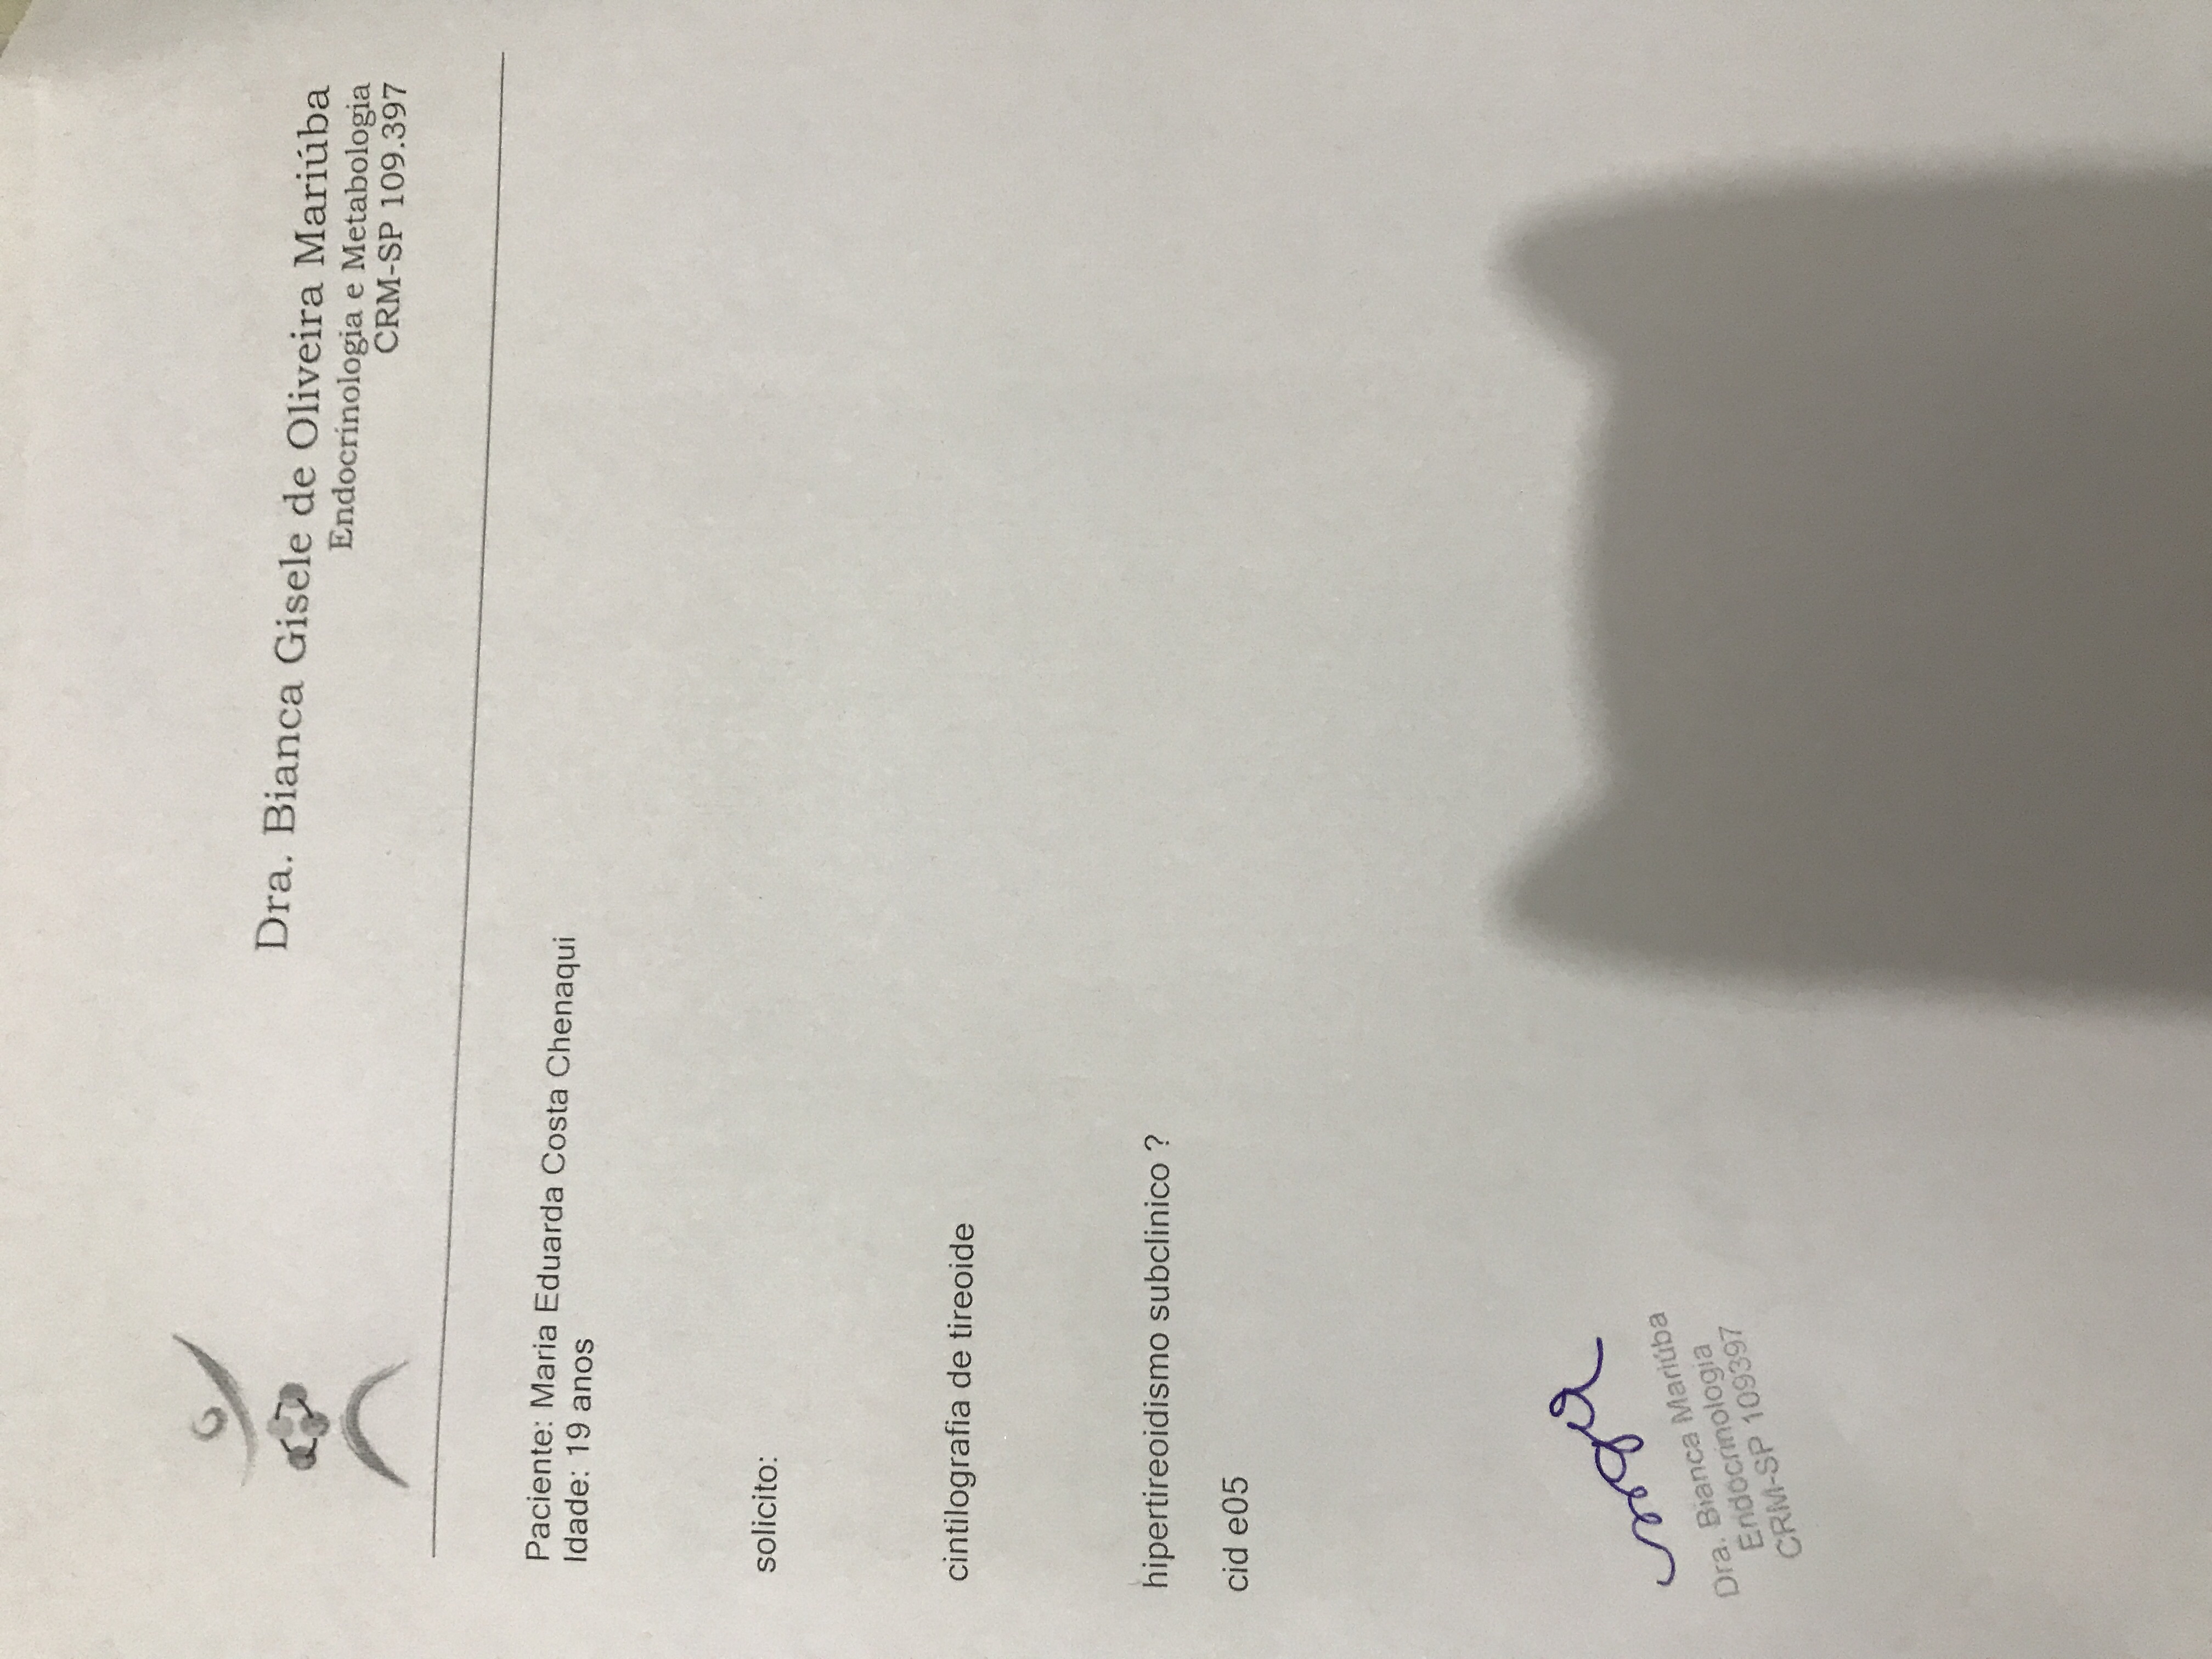 Dra. Bianca Gisele de Oliveira Mariúba
Endocrinologia e Metabologia
CRM-SP 109.397
Paciente: Maria Eduarda Costa Chenaqui
Idade: 19 anos
solicito:
cintilografia de tireoide
hipertireoidismo subclinico ?
cid e05
Dra. Bianca Mariúba
Endocrinologia
CRM-SP 109397